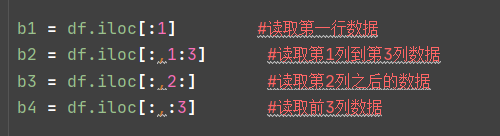 b1 = df.iloc[:1] #读取第一行数据
b2 = df.iloc[:,1:3] #读取第1列到第3列数据
b3 = df.iloc[:,2:] #读取第2列之后的数据
b4 = df.iloc[:,:3] #读取前3列数据